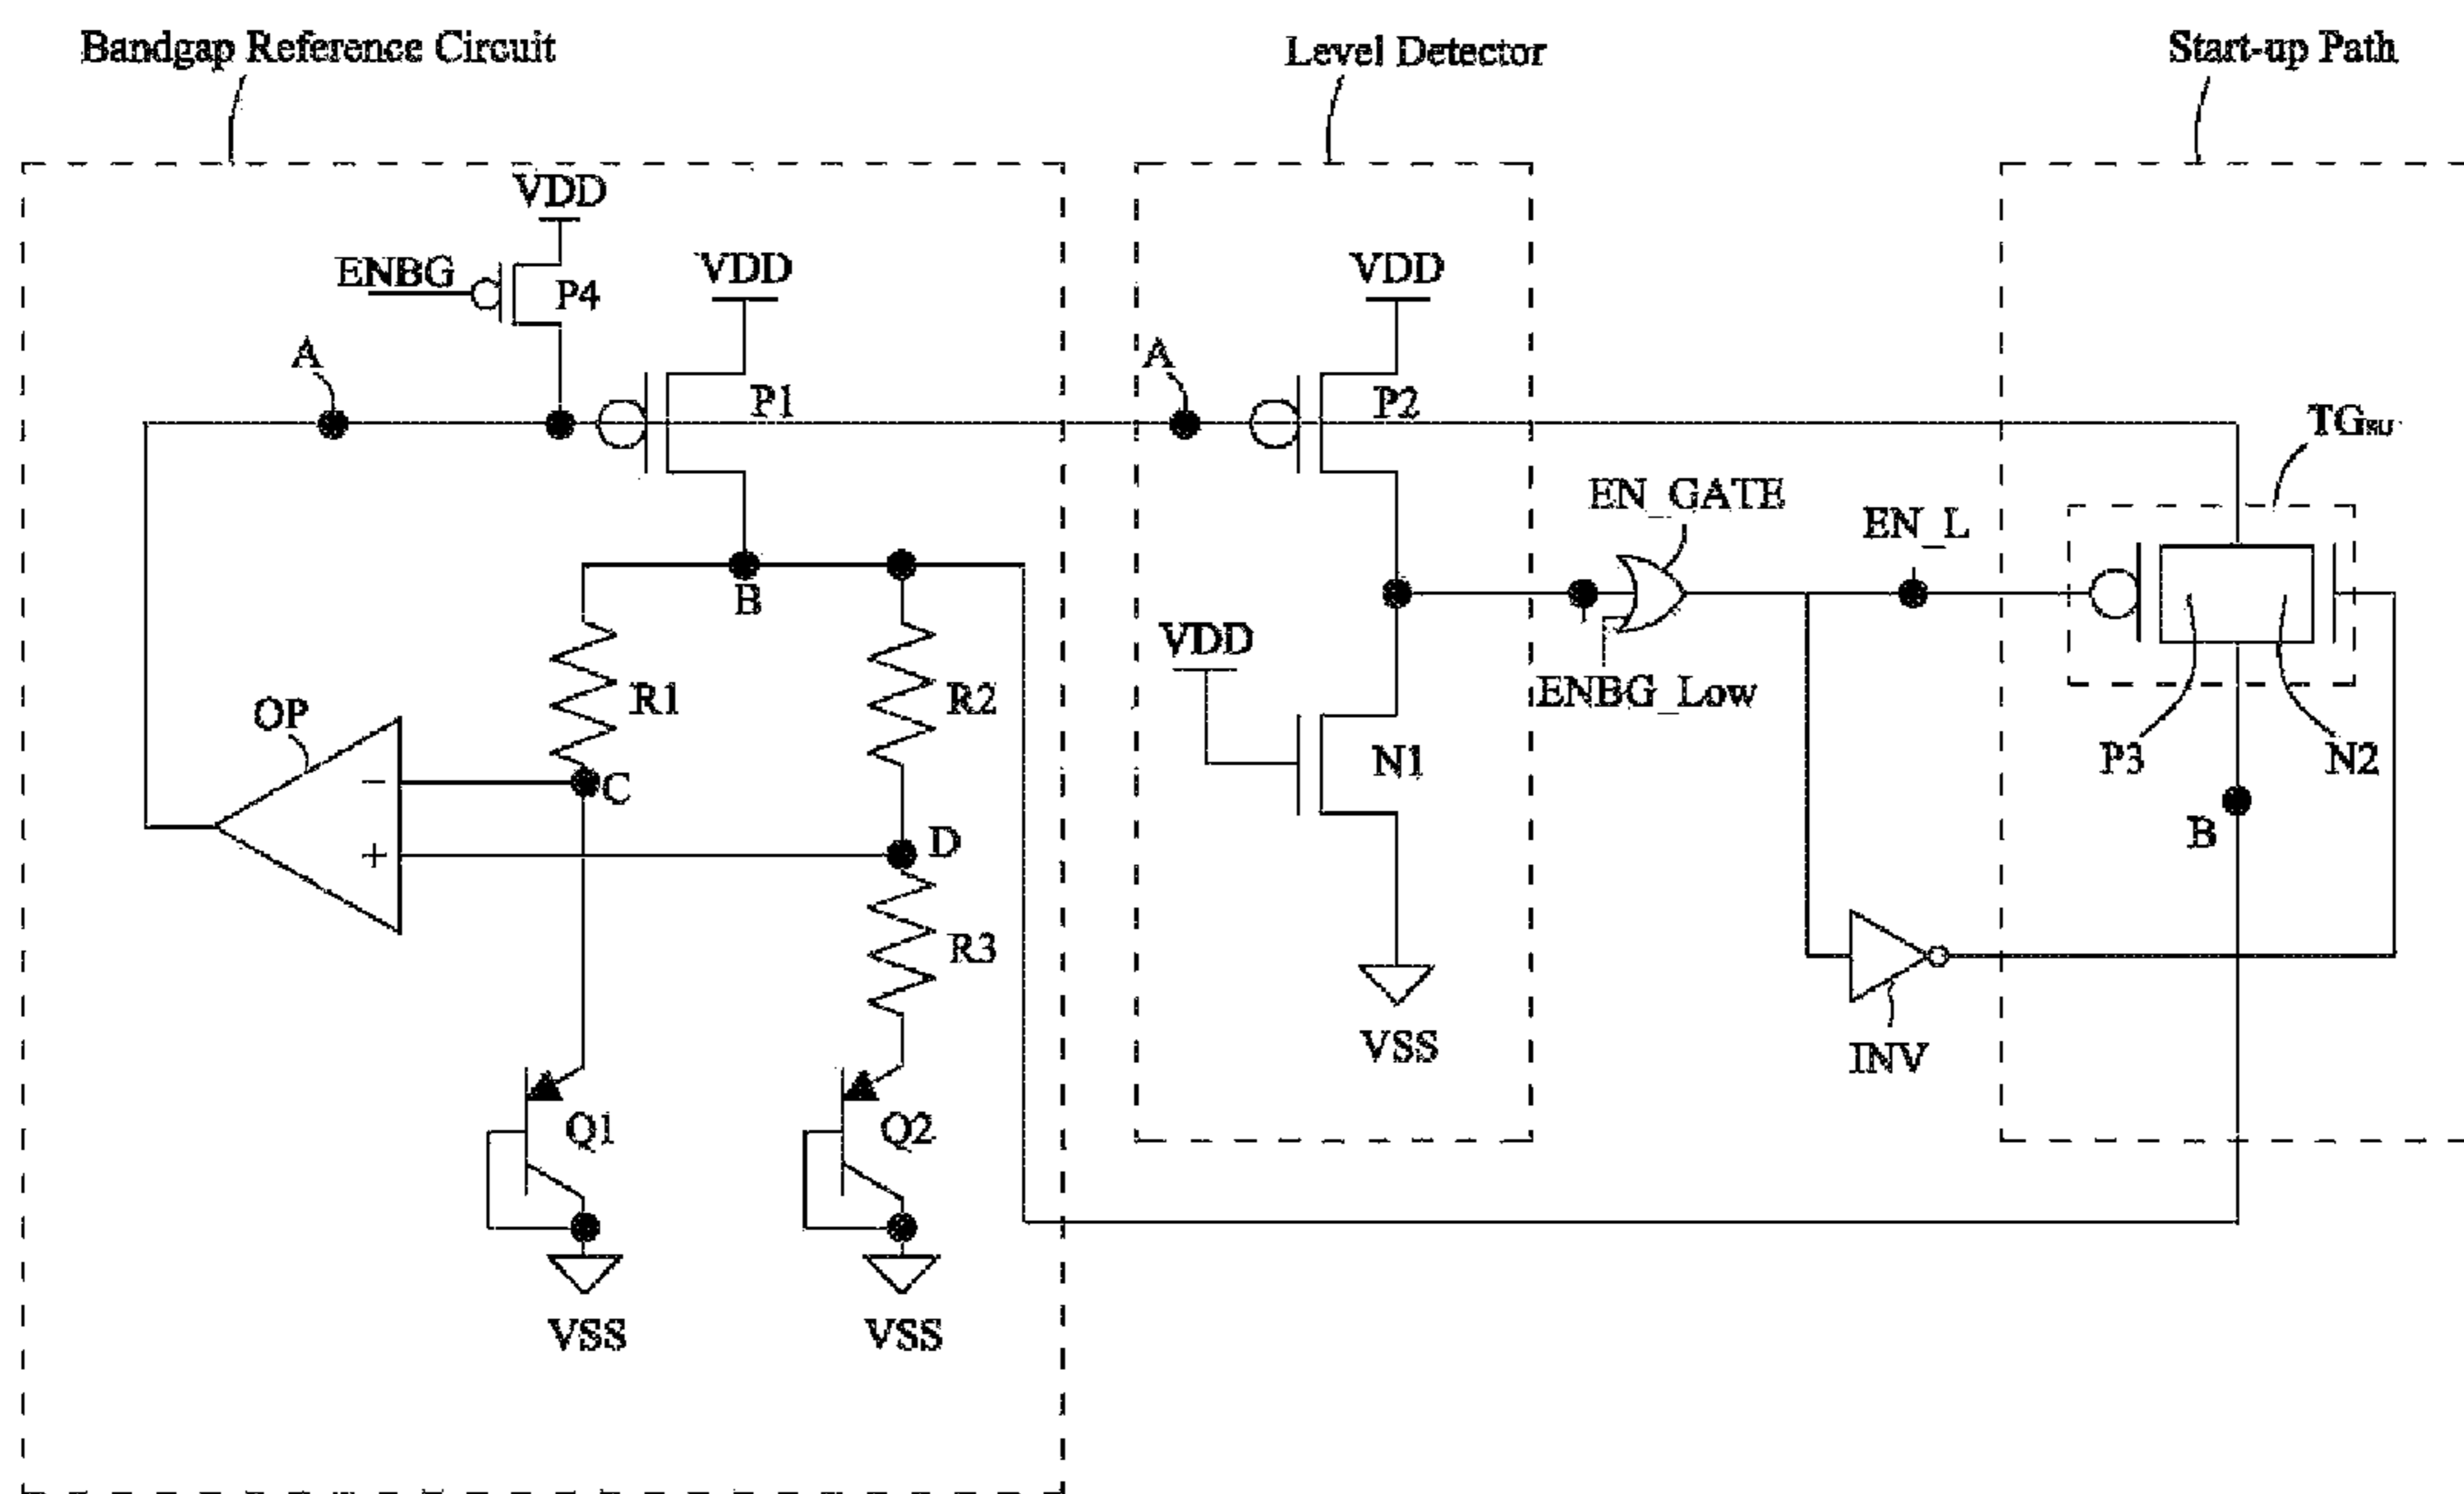 Bandgap Reference Circuit
Level Detector
Start-up Path
VDD
ENBG
P4
VDD
VDD
A
P1
A
P2
TGSU
EN_GATE
EN_L
B
VDD
R1
R2
ENBG_Low
OP
N1
P3
N2
−
C
B
+
D
R3
VSS
INV
Q1
Q2
VSS
VSS